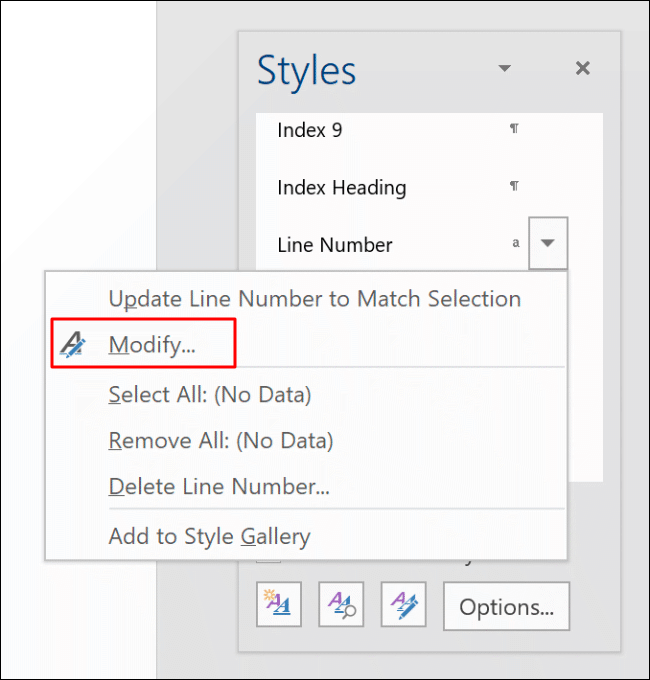 Styles
Index 9 ¶
Index Heading ¶
Line Number a
Update Line Number to Match Selection
Modify...
Select All: (No Data)
Remove All: (No Data)
Delete Line Number...
Add to Style Gallery
Options...